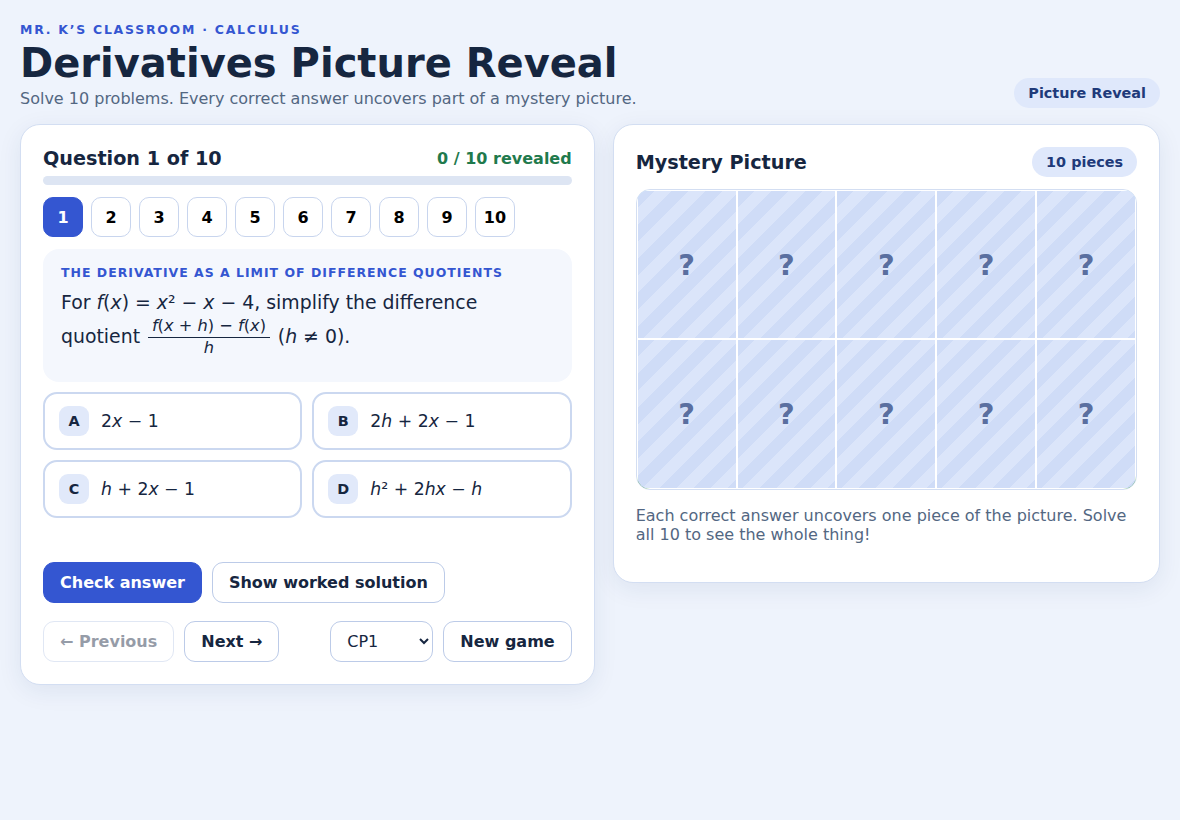 MR. K’S CLASSROOM · CALCULUS
Derivatives Picture Reveal
Solve 10 problems. Every correct answer uncovers part of a mystery picture.
Picture Reveal
Question 1 of 10
0 / 10 revealed
1 2 3 4 5 6 7 8 9 10
THE DERIVATIVE AS A LIMIT OF DIFFERENCE QUOTIENTS
For f(x) = x² − x − 4, simplify the difference
quotient (f(x + h) − f(x))/h (h ≠ 0).
A 2x − 1
B 2h + 2x − 1
C h + 2x − 1
D h² + 2hx − h
Check answer
Show worked solution
← Previous
Next →
CP1
New game
Mystery Picture
10 pieces
? ? ? ? ?
? ? ? ? ?
Each correct answer uncovers one piece of the picture. Solve
all 10 to see the whole thing!